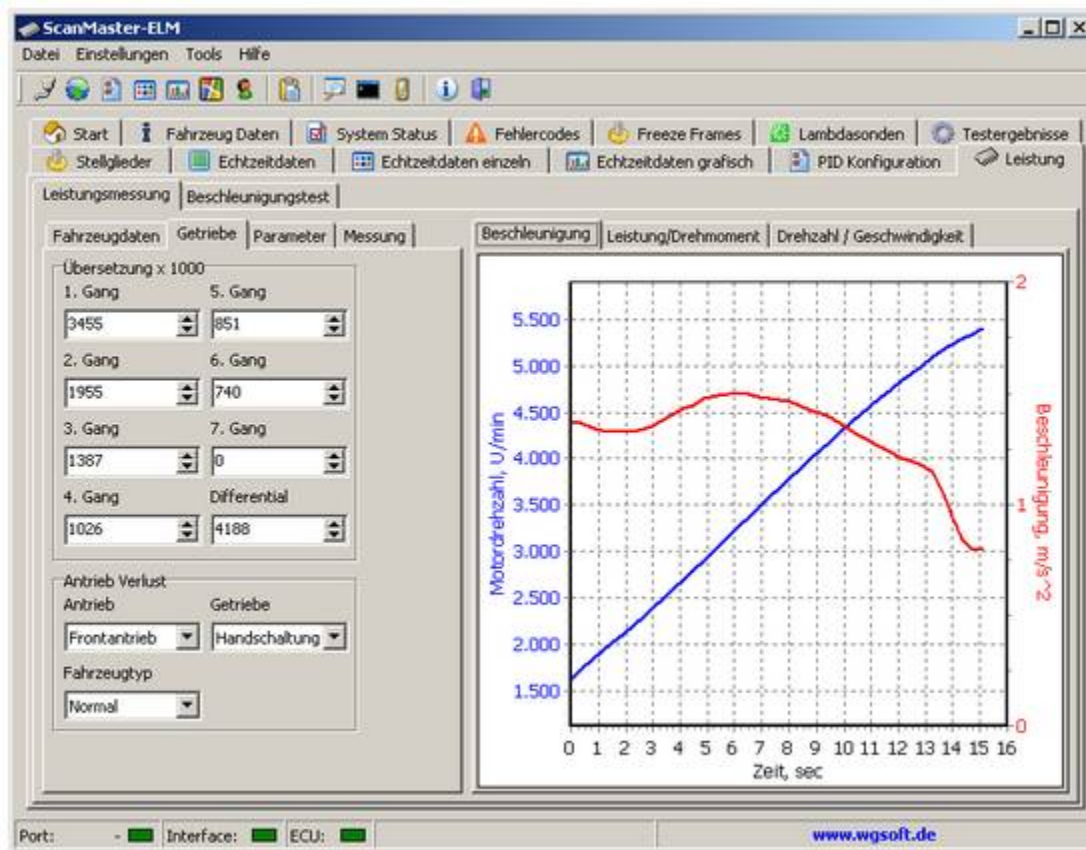 ScanMaster-ELM
Datei Einstellungen Tools Hilfe
Start Fahrzeug Daten System Status Fehlercodes Freeze Frames Lambdasonden Testergebnisse
Stellglieder Echtzeitdaten Echtzeitdaten einzeln Echtzeitdaten grafisch PID Konfiguration Leistung
Leistungsmessung Beschleunigungstest
Fahrzeugdaten Getriebe Parameter Messung
Übersetzung x 1000
1. Gang 5. Gang
3455 851
2. Gang 6. Gang
1955 740
3. Gang 7. Gang
1387 0
4. Gang Differential
1026 4188
Antrieb Verlust
Antrieb Getriebe
Frontantrieb Handschaltung
Fahrzeugtyp
Normal
Beschleunigung Leistung/Drehmoment Drehzahl / Geschwindigkeit
Motordrehzahl, U/min
5.500
5.000
4.500
4.000
3.500
3.000
2.500
2.000
1.500
2
1
0
Beschleunigung, m/s^2
0 1 2 3 4 5 6 7 8 9 10 11 12 13 14 15 16
Zeit, sec
Port: - Interface: ECU: www.wgsoft.de